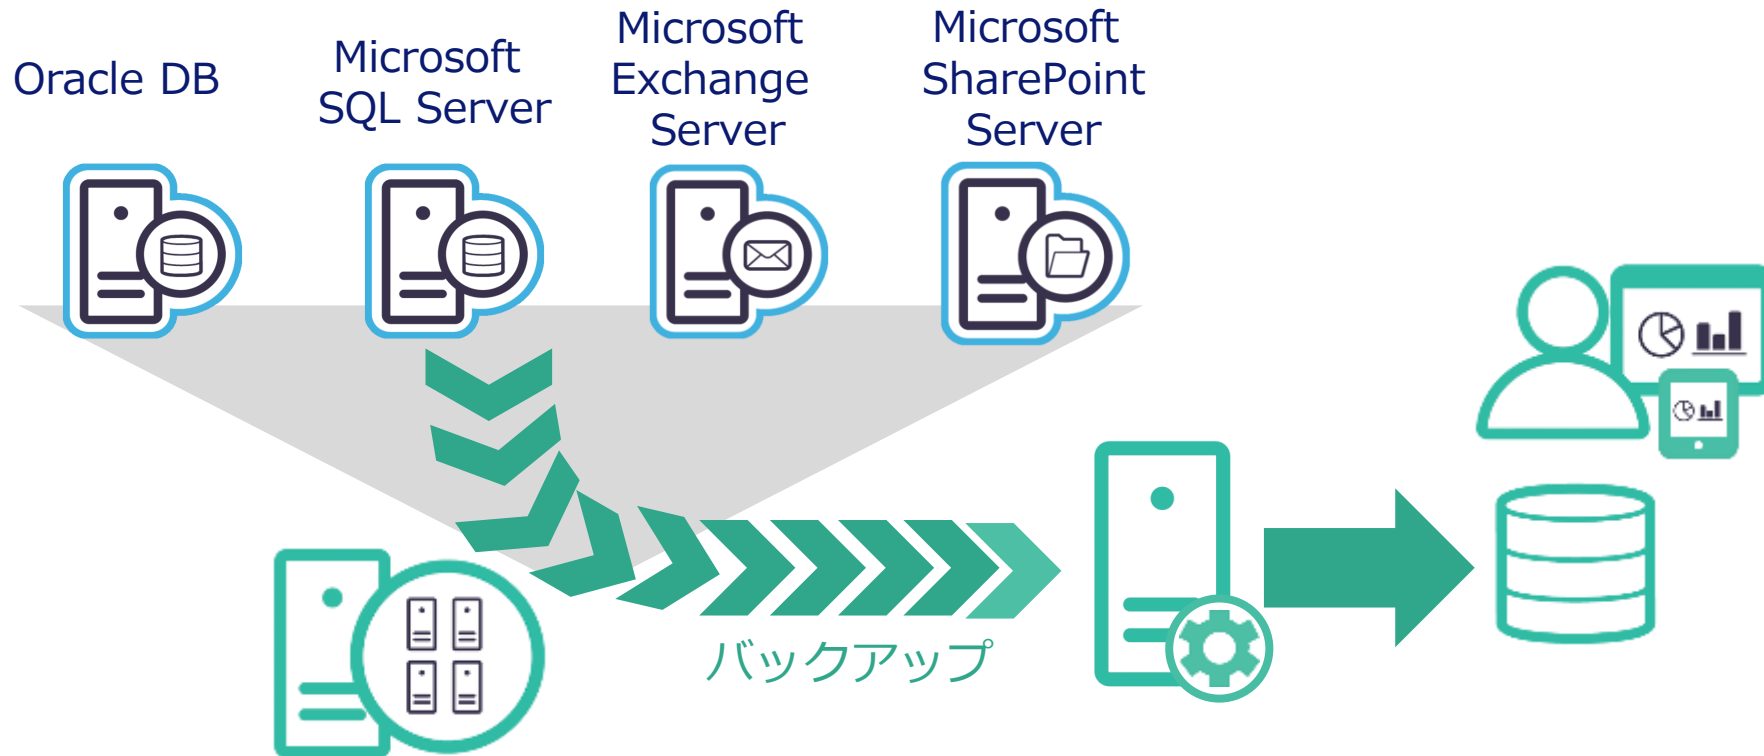 Oracle DB
Microsoft
SQL Server
Microsoft
Exchange
Server
Microsoft
SharePoint
Server
バックアップ